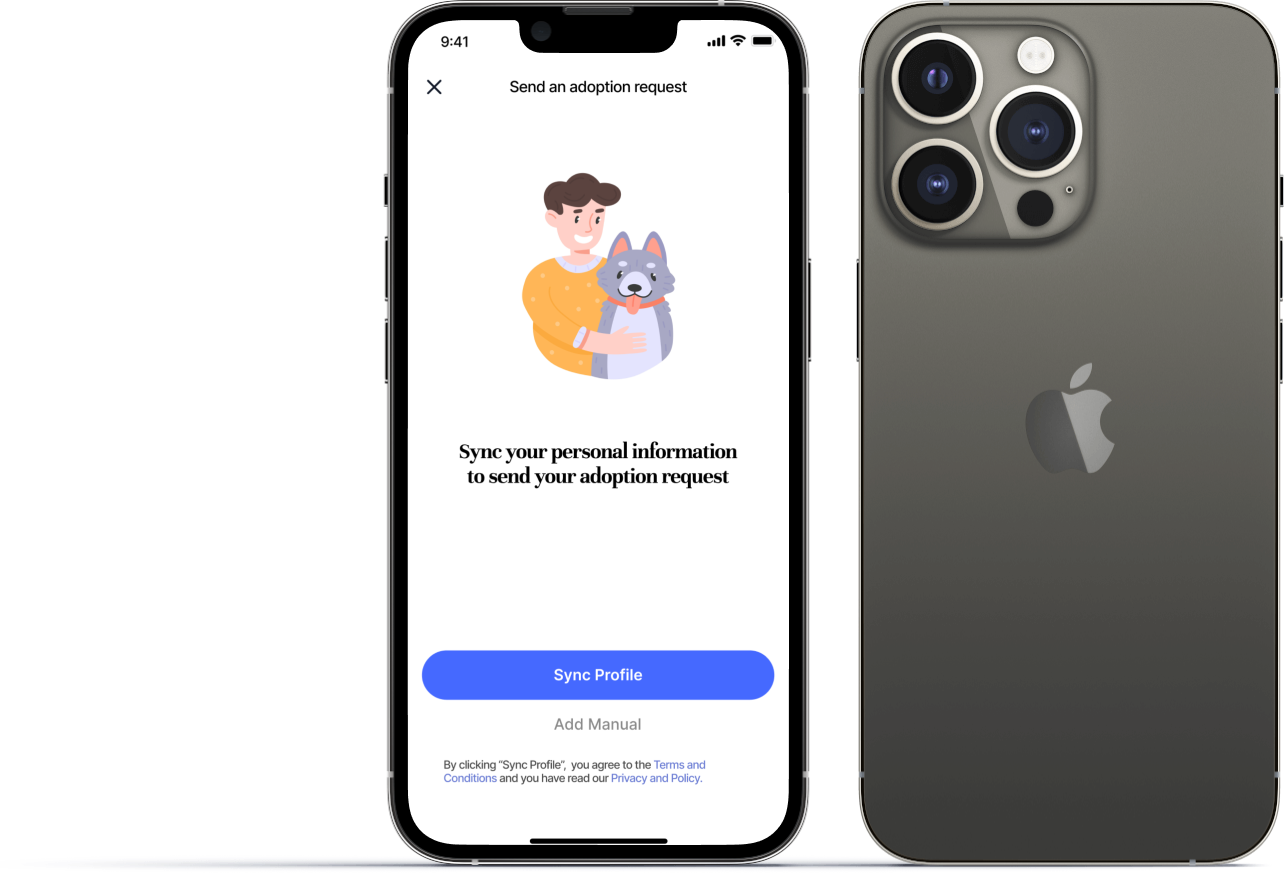 9:41
Send an adoption request
Sync your personal information
to send your adoption request
Sync Profile
Add Manual
By clicking “Sync Profile”, you agree to the Terms and
Conditions and you have read our Privacy and Policy.